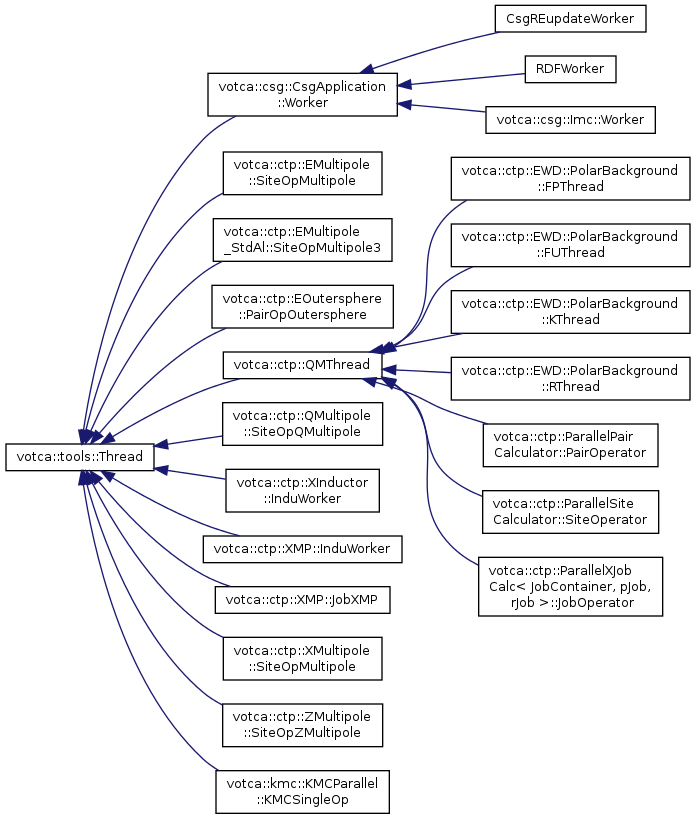 CsgREupdateWorker
RDFWorker
votca::csg::CsgApplication
::Worker
votca::csg::Imc::Worker
votca::ctp::EMultipole
::SiteOpMultipole
votca::ctp::EWD::PolarBackground
::FPThread
votca::ctp::EMultipole
_StdAl::SiteOpMultipole3
votca::ctp::EWD::PolarBackground
::FUThread
votca::ctp::EOutersphere
::PairOpOutersphere
votca::ctp::EWD::PolarBackground
::KThread
votca::ctp::QMThread
votca::ctp::EWD::PolarBackground
::RThread
votca::ctp::QMultipole
::SiteOpQMultipole
votca::ctp::ParallelPair
Calculator::PairOperator
votca::tools::Thread
votca::ctp::XInductor
::InduWorker
votca::ctp::ParallelSite
Calculator::SiteOperator
votca::ctp::XMP::InduWorker
votca::ctp::ParallelXJob
Calc< JobContainer, pJob,
rJob >::JobOperator
votca::ctp::XMP::JobXMP
votca::ctp::XMultipole
::SiteOpMultipole
votca::ctp::ZMultipole
::SiteOpZMultipole
votca::kmc::KMCParallel
::KMCSingleOp